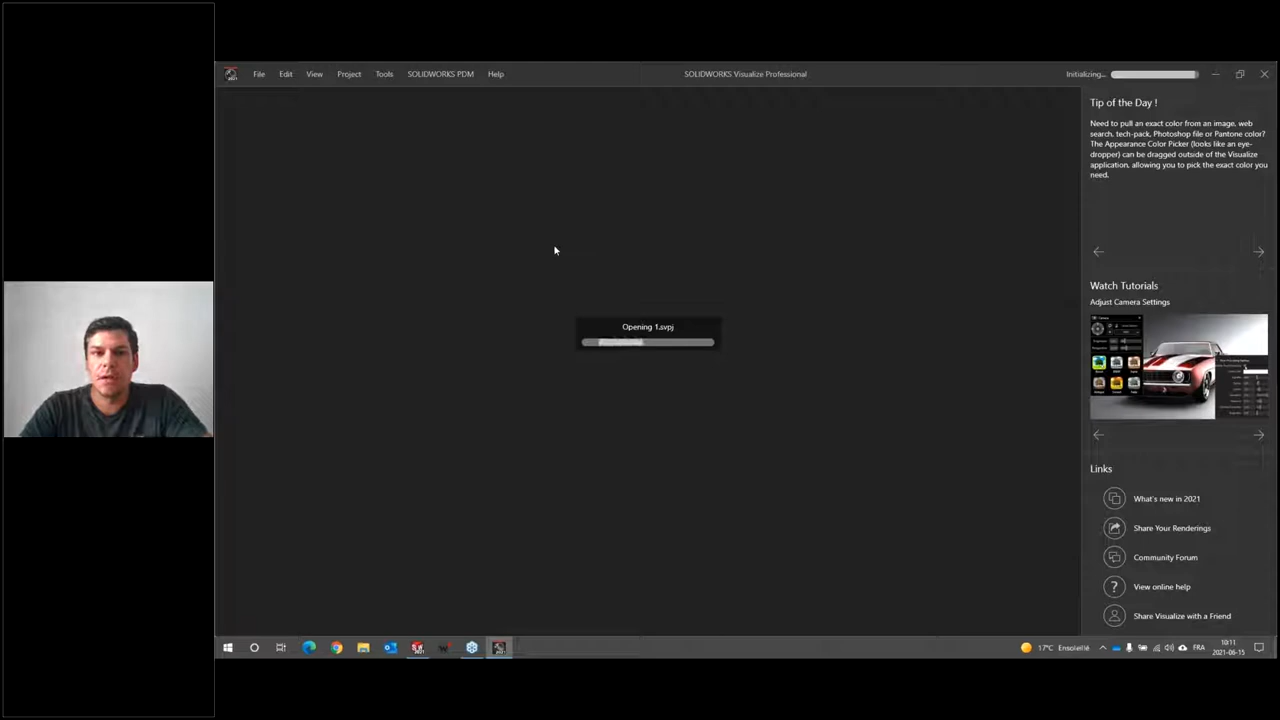 File Edit View Project Tools SOLIDWORKS PDM Help
SOLIDWORKS Visualize Professional
Initializing...
Opening 1.svpj
Tip of the Day !
Need to pull an exact color from an image, web
search, tech-pack, Photoshop file or Pantone color?
The Appearance Color Picker (looks like an eye-
dropper) can be dragged outside of the Visualize
application, allowing you to pick the exact color you
need.
Watch Tutorials
Adjust Camera Settings
Links
What's new in 2021
Share Your Renderings
Community Forum
View online help
Share Visualize with a Friend
17°C Ensoleillé
FRA
10:11
2021-06-15